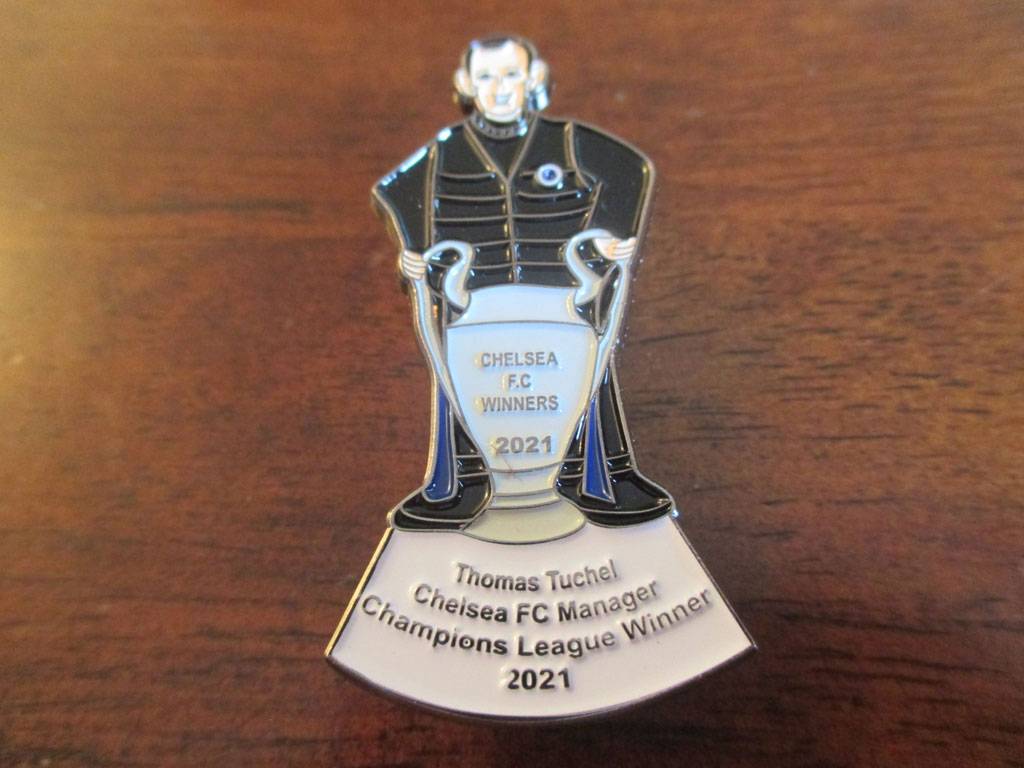 CHELSEA
F.C
WINNERS
2021
Thomas Tuchel
Chelsea FC Manager
Champions League Winner
2021